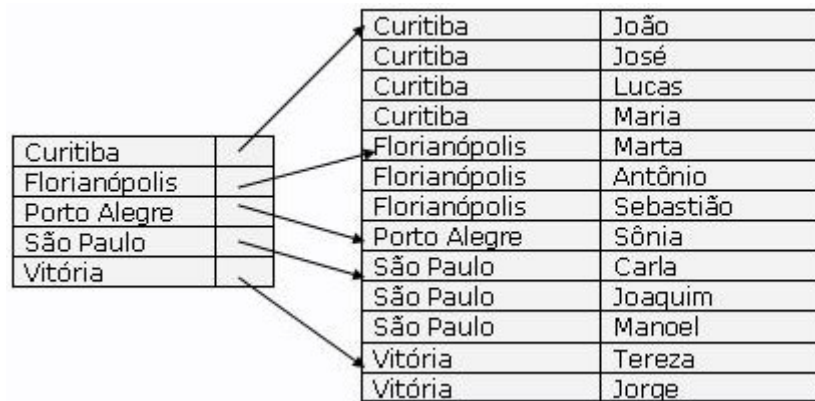 Curitiba
Florianópolis
Porto Alegre
São Paulo
Vitória
Curitiba João
Curitiba José
Curitiba Lucas
Curitiba Maria
Florianópolis Marta
Florianópolis Antônio
Florianópolis Sebastião
Porto Alegre Sônia
São Paulo Carla
São Paulo Joaquim
São Paulo Manoel
Vitória Tereza
Vitória Jorge